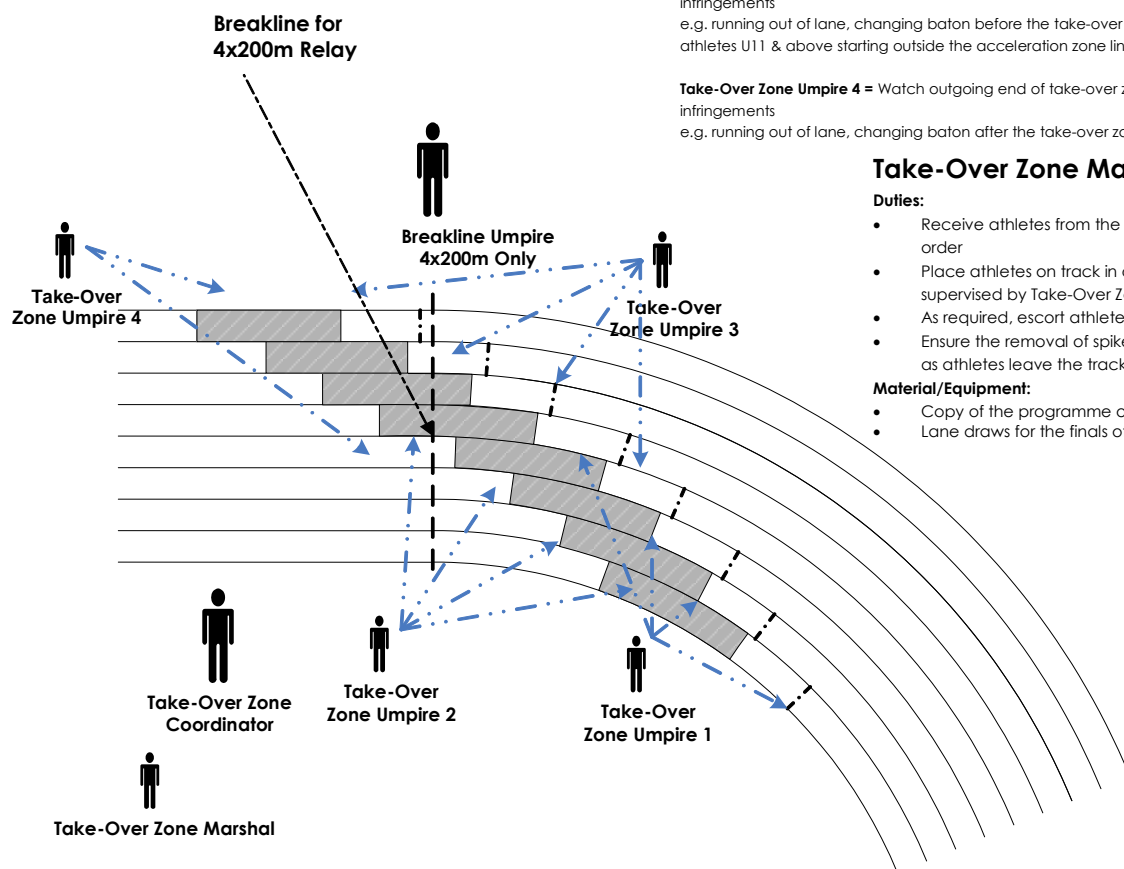 Breakline for
4x200m Relay
infringements
e.g. running out of lane, changing baton before the take-over
athletes U11 & above starting outside the acceleration zone
Take-Over Zone Umpire 4 = Watch outgoing end of take-over
infringements
e.g. running out of lane, changing baton after the take-over
Take-Over Zone
Duties:
• Receive athletes from the
order
• Place athletes on track in
supervised by Take-Over
• As required, escort
• Ensure the removal of
as athletes leave the track
Material/Equipment:
• Copy of the programme
• Lane draws for the finals
Breakline Umpire
4x200m Only
Take-Over
Zone Umpire 4
Take-Over
Zone Umpire 3
Take-Over Zone
Coordinator
Take-Over
Zone Umpire 2
Take-Over
Zone Umpire 1
Take-Over Zone Marshal